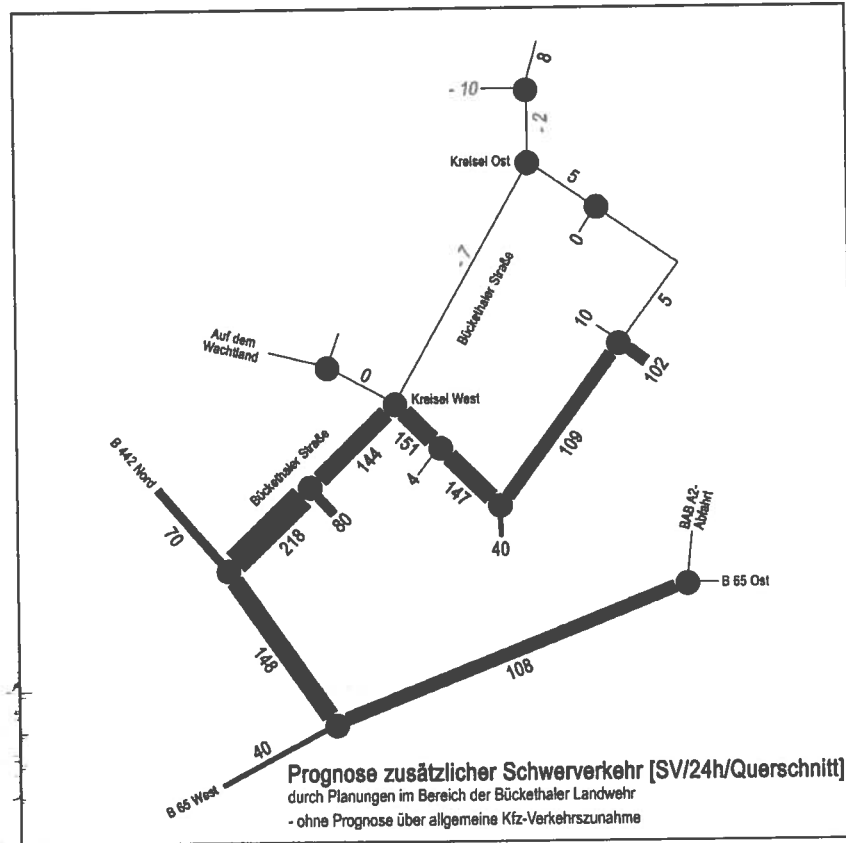 8
- 10
- 2
Kreisel Ost
5
0
- 7
Bückethaler Straße
5
10
102
Auf dem
Wachtland
0
Kreisel West
151
109
B 442 Nord
Bückethaler Straße
144
4
147
70
218
80
40
BAB A2-
Abfahrt
B 65 Ost
148
108
40
B 65 West
Prognose zusätzlicher Schwerverkehr [SV/24h/Querschnitt]
durch Planungen im Bereich der Bückethaler Landwehr
- ohne Prognose über allgemeine Kfz-Verkehrszunahme